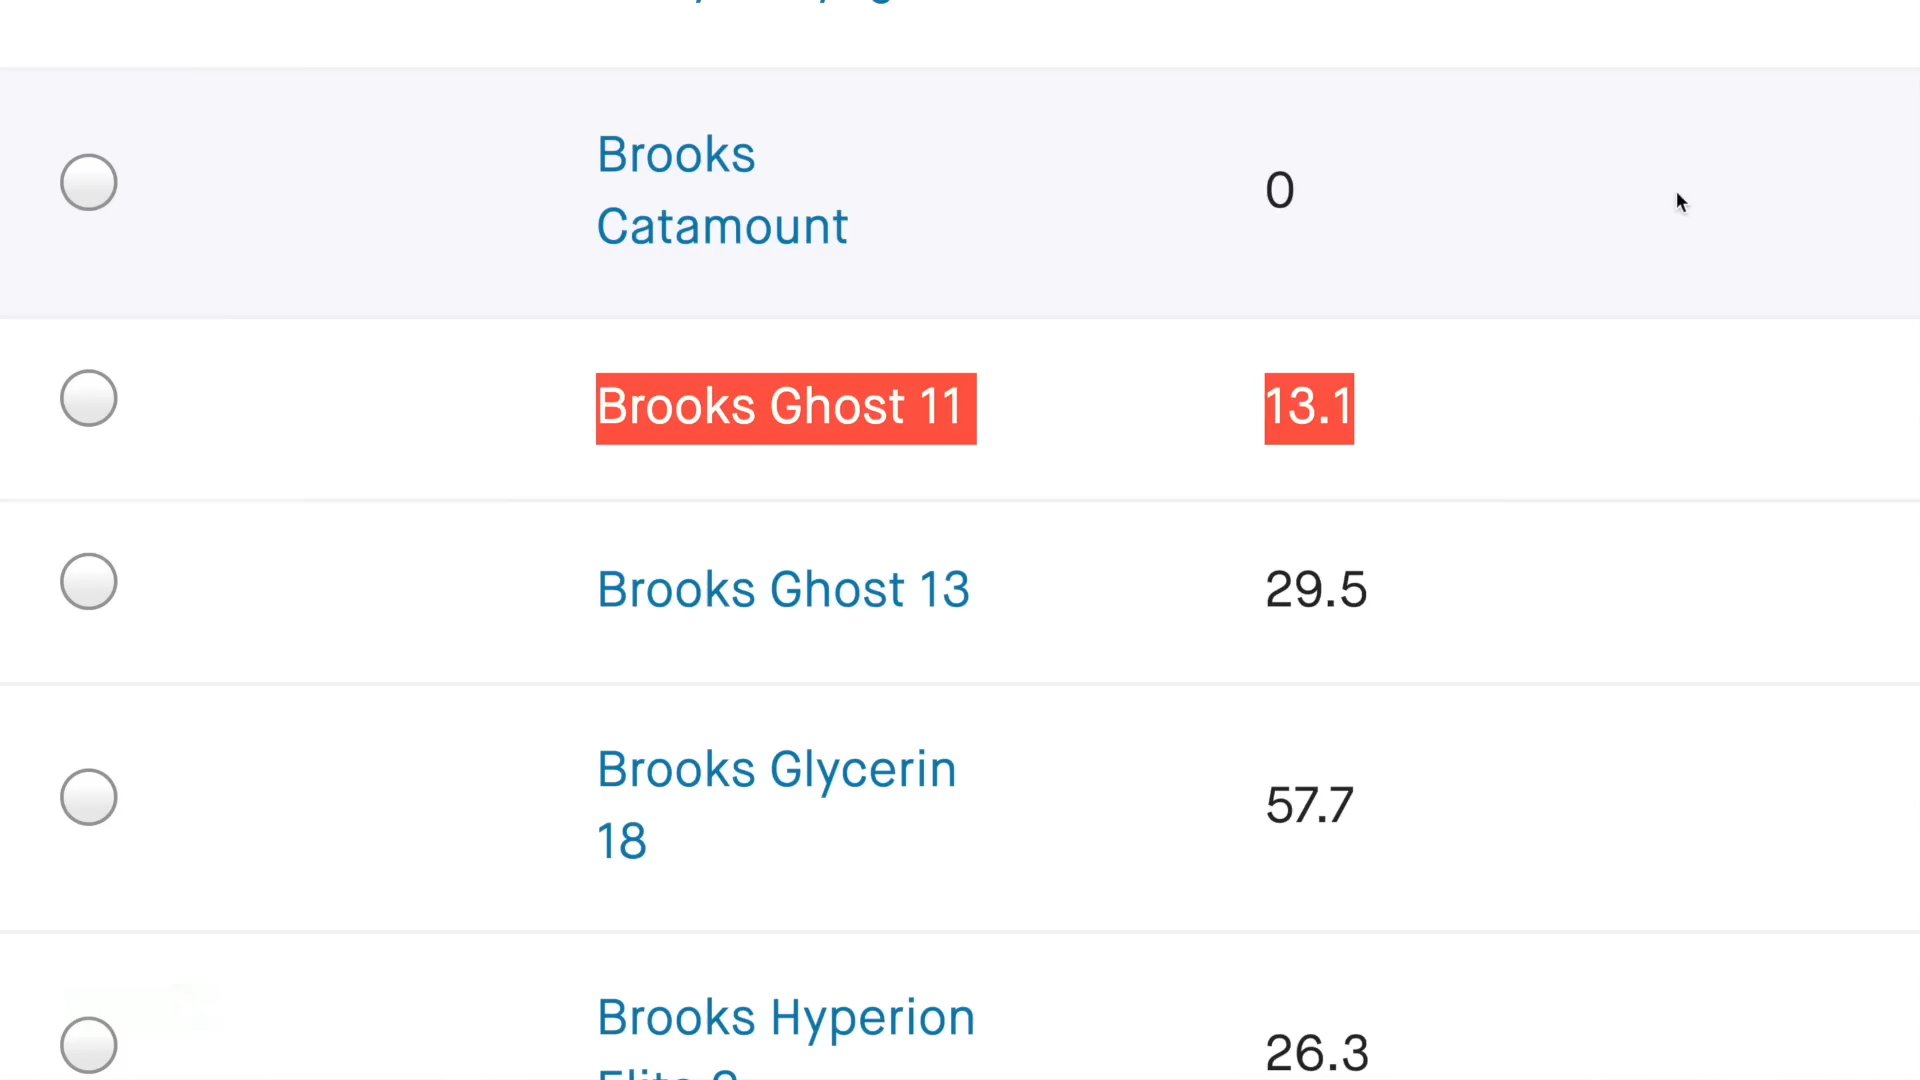 Brooks
Catamount
0
Brooks Ghost 11
13.1
Brooks Ghost 13
29.5
Brooks Glycerin
18
57.7
Brooks Hyperion
26.3